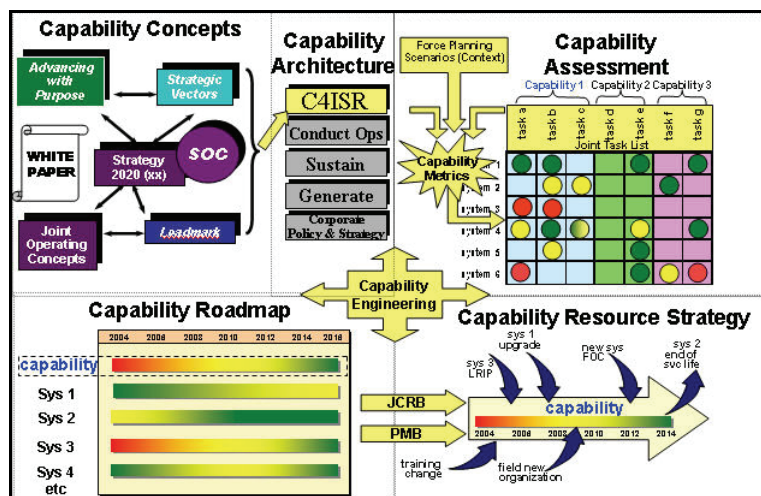 Capability Concepts
Advancing
with
Purpose
Strategic
Vectors
WHITE
PAPER
Strategy
2020 (xx)
SOC
Joint
Operating
Concepts
Leadmark
Capability
Architecture
C4ISR
Conduct Ops
Sustain
Generate
Corporate
Policy & Strategy
Force Planning
Scenarios (Context)
Capability
Metrics
Capability
Assessment
Capability 1
Capability 2
Capability 3
task a
task b
task c
task d
task e
task f
task g
Joint Task List
1
system 2
system 3
system 4
system 5
system 6
Capability
Engineering
Capability Roadmap
2004 2006 2008 2010 2012 2014 2016
capability
Sys 1
Sys 2
Sys 3
Sys 4
etc
JCRB
PMB
Capability Resource Strategy
sys 3
LRIP
sys 1
upgrade
new sys
FOC
sys 2
end of
svc life
capability
2004 2006 2008 2010 2012 2014
training
change
field new
organization